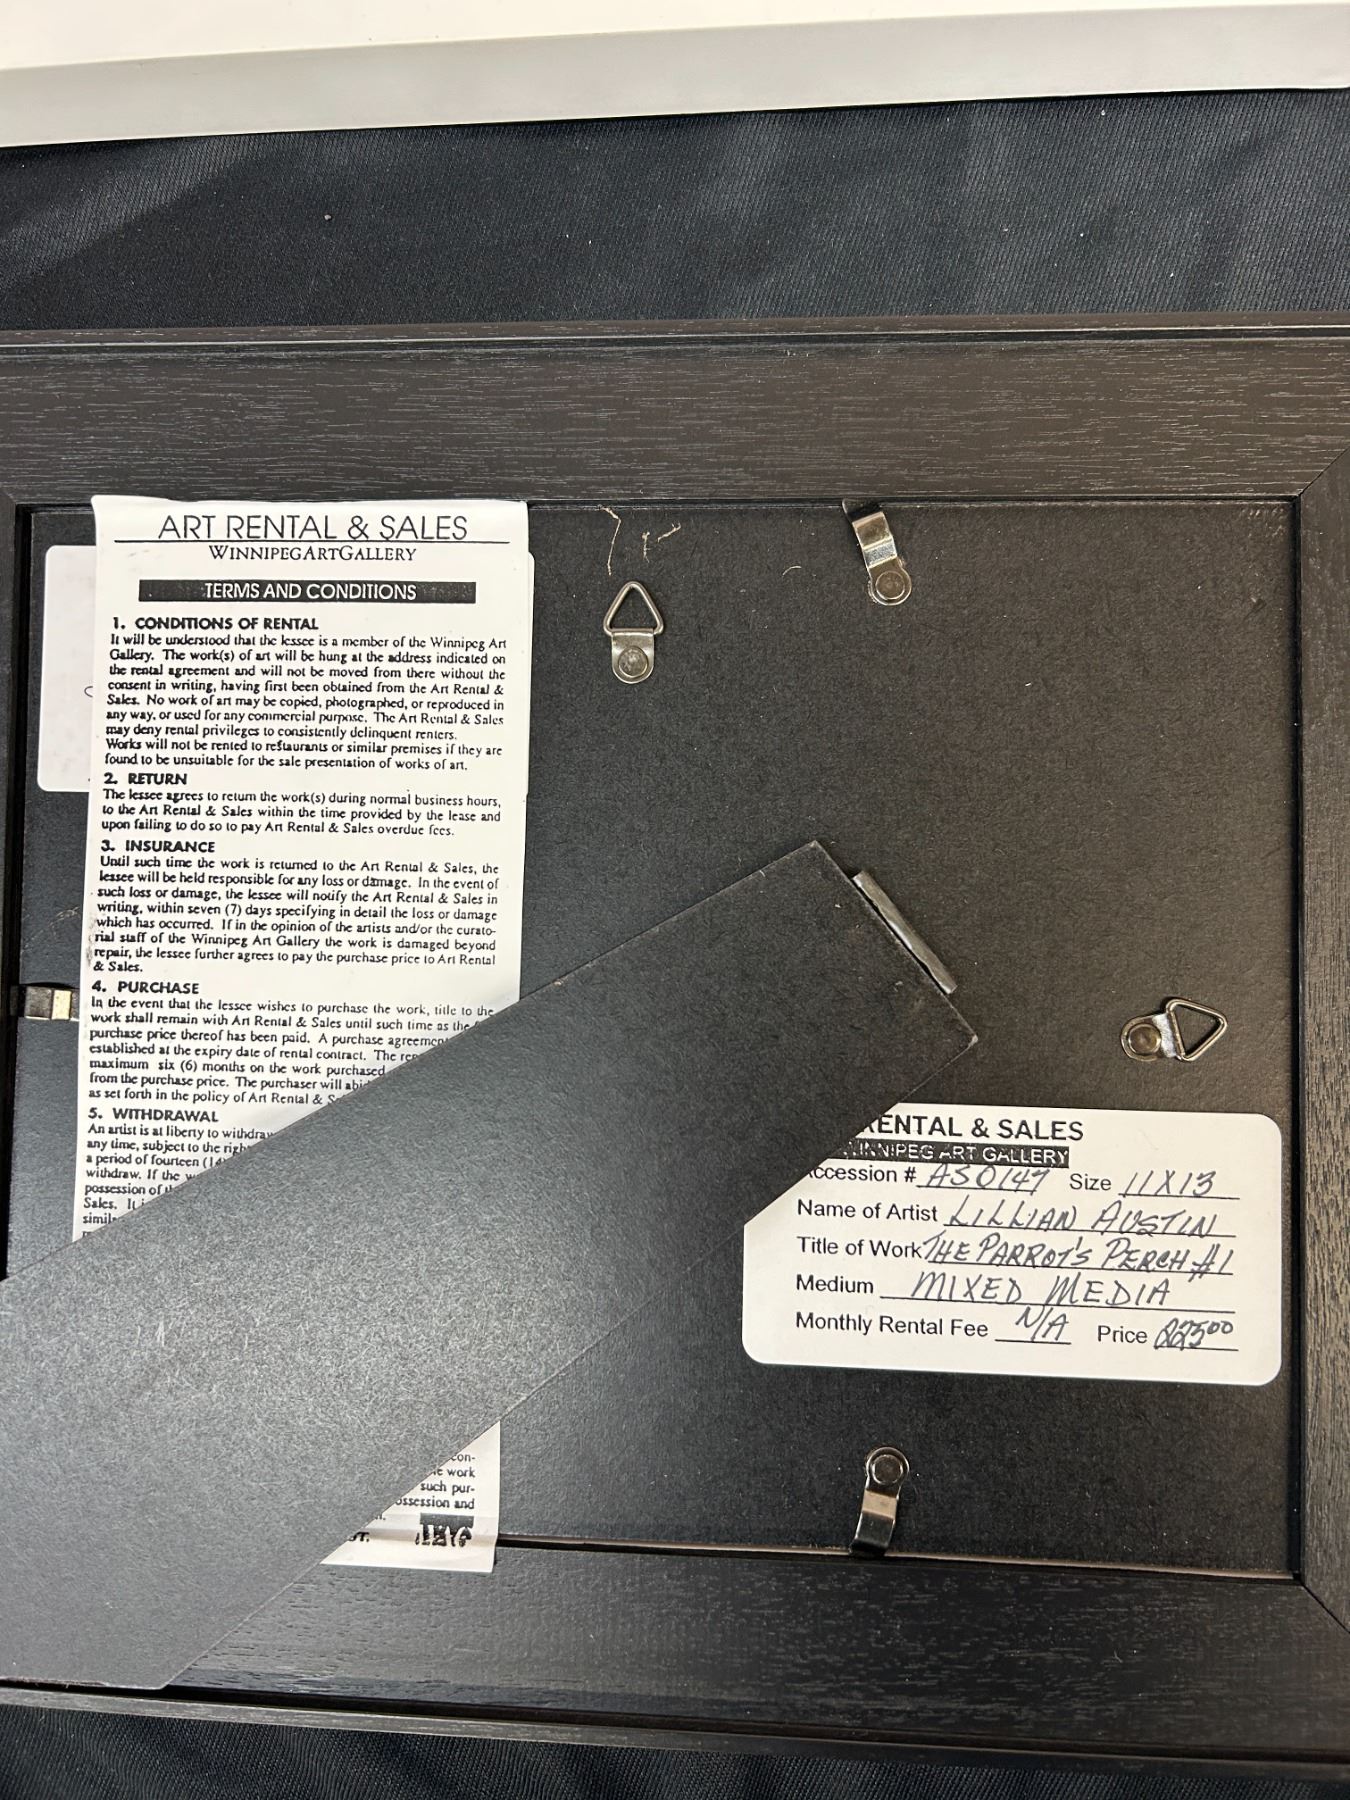 ART RENTAL & SALES
WINNIPEGARTGALLERY
TERMS AND CONDITIONS
1. CONDITIONS OF RENTAL
It will be understood that the lessee is a member of the Winnipeg Art
Gallery. The work(s) of art will be hung at the address indicated on
the rental agreement and will not be moved from there without the
consent in writing, having first been obtained from the Art Rental &
Sales. No work of art may be copied, photographed, or reproduced in
any way, or used for any commercial purpose. The Art Rental & Sales
may deny rental privileges to consistently delinquent renters.
Works will not be rented to restaurants or similar premises if they are
found to be unsuitable for the sale presentation of works of art.
2. RETURN
The lessee agrees to return the work(s) during normal business hours,
to the Art Rental & Sales within the time provided by the lease and
upon failing to do so to pay Art Rental & Sales overdue fees.
3. INSURANCE
Until such time the work is returned to the Art Rental & Sales, the
lessee will be held responsible for any loss or damage. In the event of
such loss or damage, the lessee will notify the Art Rental & Sales in
writing, within seven (7) days specifying in detail the loss or damage
which has occurred. If in the opinion of the artists and/or the curato-
rial staff of the Winnipeg Art Gallery the work is damaged beyond
repair, the lessee further agrees to pay the purchase price to Art Rental
& Sales.
4. PURCHASE
In the event that the lessee wishes to purchase the work, title to the
work shall remain with Art Rental & Sales until such time as the
purchase price thereof has been paid. A purchase agreemen
established at the expiry date of rental contract. The re
maximum six (6) months on the work purchased
from the purchase price. The purchaser will abi
as set forth in the policy of Art Rental & S
5. WITHDRAWAL
An artist is at liberty to withdra
any time, subject to the righ
a period of fourteen (14
withdraw. If the w
possession of
Sales. It i
simil
con-
work
such pur-
ossession and
RENTAL & SALES
WINNIPEG ART GALLERY
ccession # AS0147 Size 11 X 13
Name of Artist LILLIAN AUSTIN
Title of Work THE PARROT'S PERCH #1
Medium MIXED MEDIA
Monthly Rental Fee N/A Price 225.00